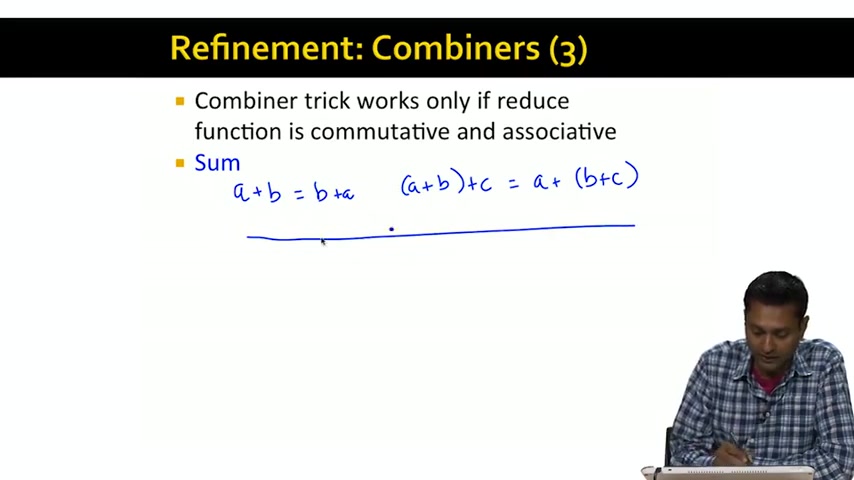 Refinement: Combiners (3)
Combiner trick works only if reduce
function is commutative and associative
Sum
a+b = b+a (a+b)+c = a+ (b+c)